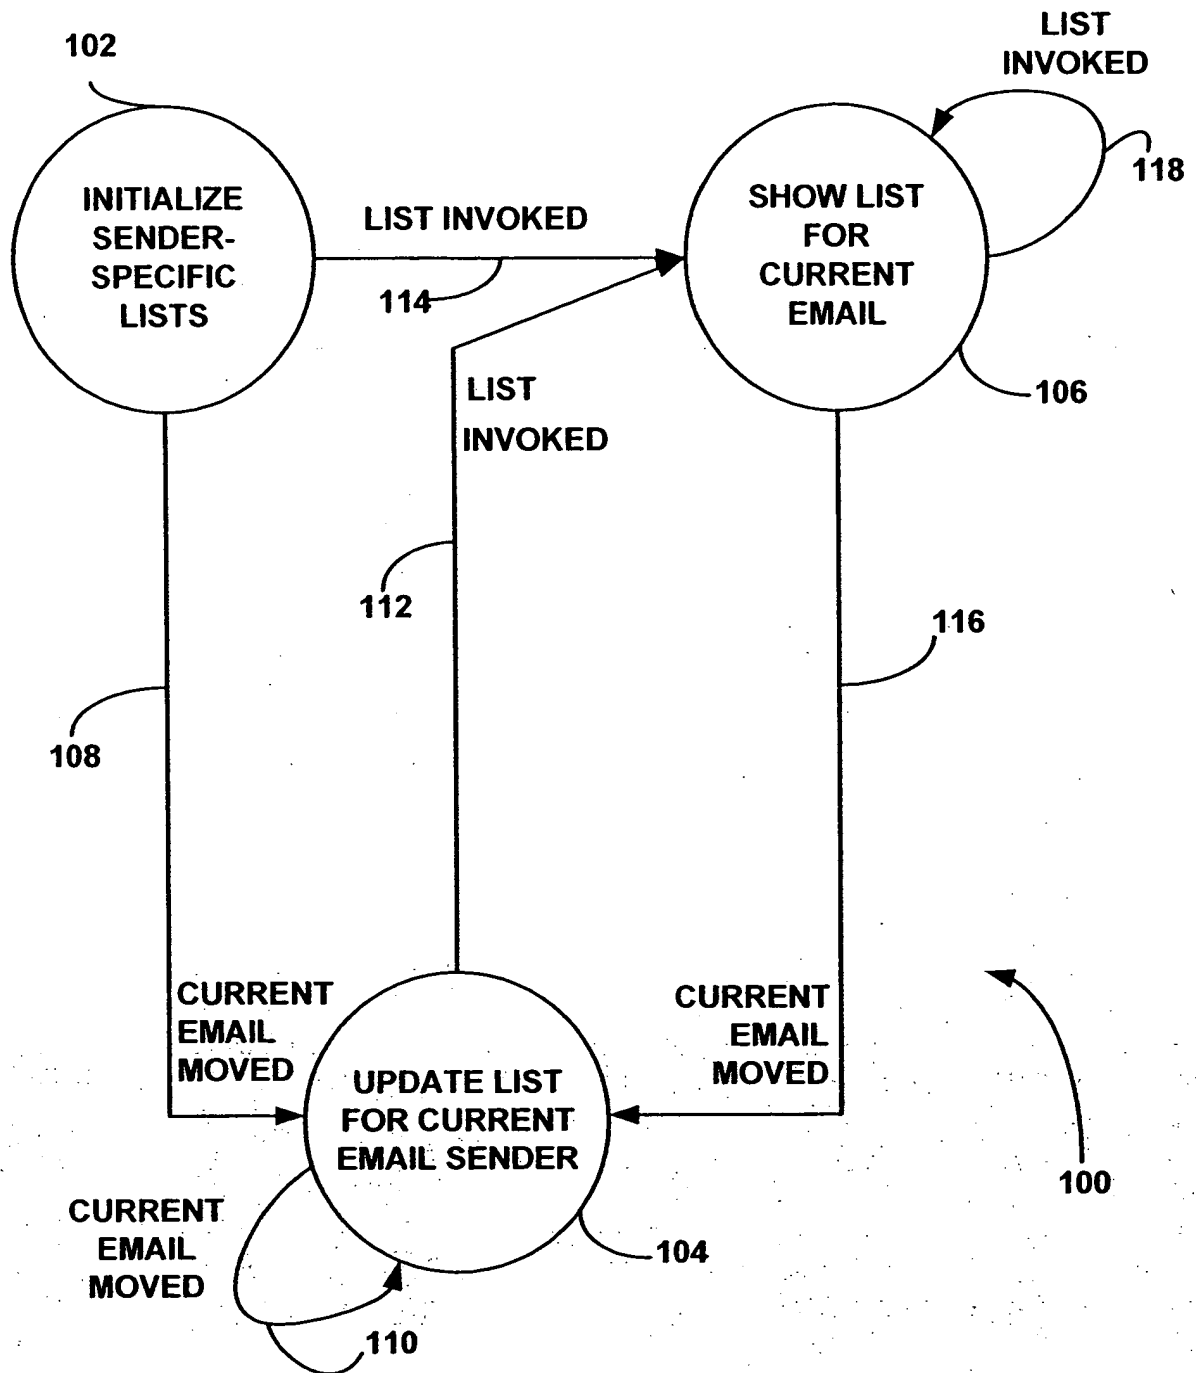 102
LIST
INVOKED
118
INITIALIZE
SENDER-
SPECIFIC
LISTS
LIST INVOKED
114
SHOW LIST
FOR
CURRENT
EMAIL
106
LIST
INVOKED
112
116
108
CURRENT
EMAIL
MOVED
CURRENT
EMAIL
MOVED
UPDATE LIST
FOR CURRENT
EMAIL SENDER
100
CURRENT
EMAIL
MOVED
104
110